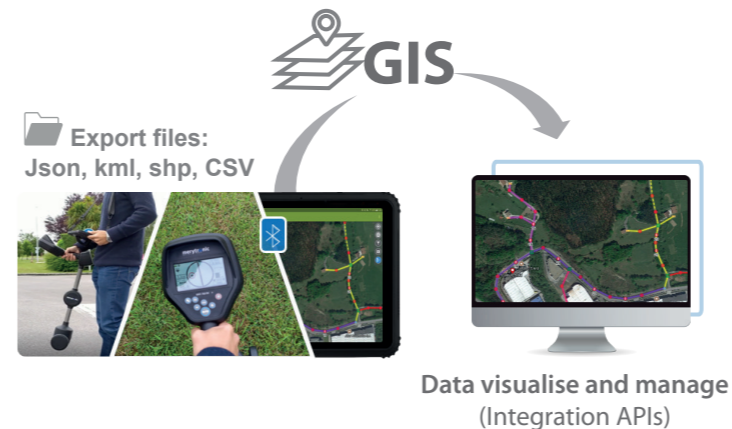 GIS
Export files:
Json, kml, shp, CSV
Data visualise and manage
(Integration APIs)